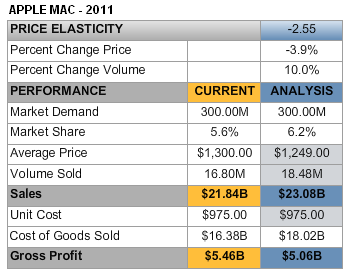 APPLE MAC - 2011
PRICE ELASTICITY -2.55
Percent Change Price -3.9%
Percent Change Volume 10.0%
PERFORMANCE CURRENT ANALYSIS
Market Demand 300.00M 300.00M
Market Share 5.6% 6.2%
Average Price $1,300.00 $1,249.00
Volume Sold 16.80M 18.48M
Sales $21.84B $23.08B
Unit Cost $975.00 $975.00
Cost of Goods Sold $16.38B $18.02B
Gross Profit $5.46B $5.06B